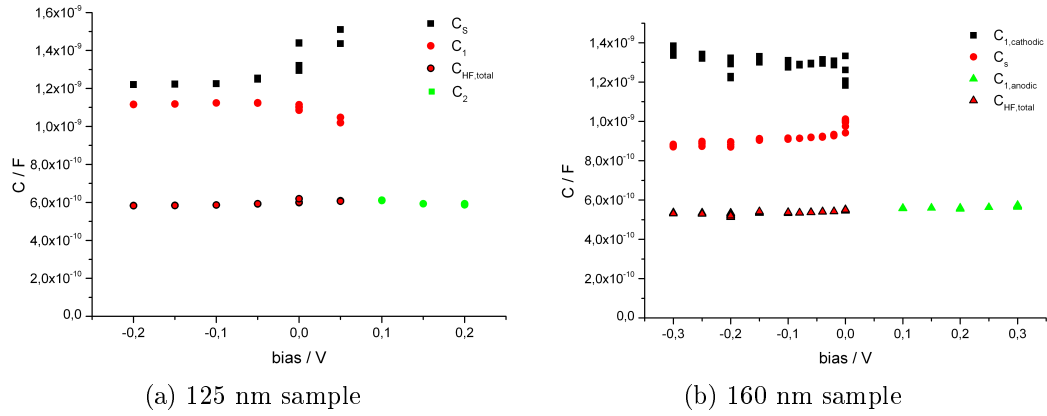 1,6x10⁻⁹
1,4x10⁻⁹
1,2x10⁻⁹
1,0x10⁻⁹
8,0x10⁻¹⁰
6,0x10⁻¹⁰
4,0x10⁻¹⁰
2,0x10⁻¹⁰
0,0
C / F
-0,2
-0,1
0,0
0,1
0,2
bias / V
C_S
C_1
C_HF,total
C_2
(a) 125 nm sample
1,4x10⁻⁹
1,2x10⁻⁹
1,0x10⁻⁹
8,0x10⁻¹⁰
6,0x10⁻¹⁰
4,0x10⁻¹⁰
2,0x10⁻¹⁰
0,0
C / F
-0,3
-0,2
-0,1
0,0
0,1
0,2
0,3
bias / V
C_1,cathodic
C_s
C_1,anodic
C_HF,total
(b) 160 nm sample